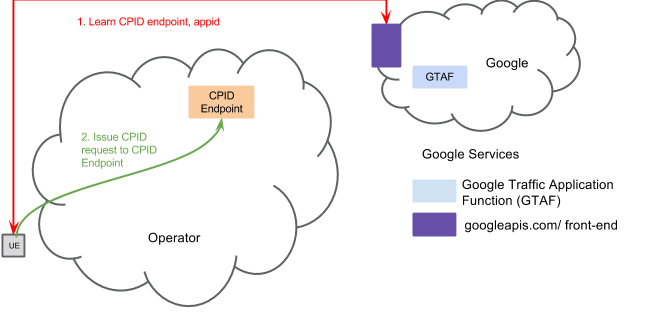 1. Learn CPID endpoint, appid
Google
GTAF
CPID
Endpoint
2. Issue CPID
request to CPID
Endpoint
Google Services
Google Traffic Application
Function (GTAF)
googleapis.com/ front-end
UE
Operator